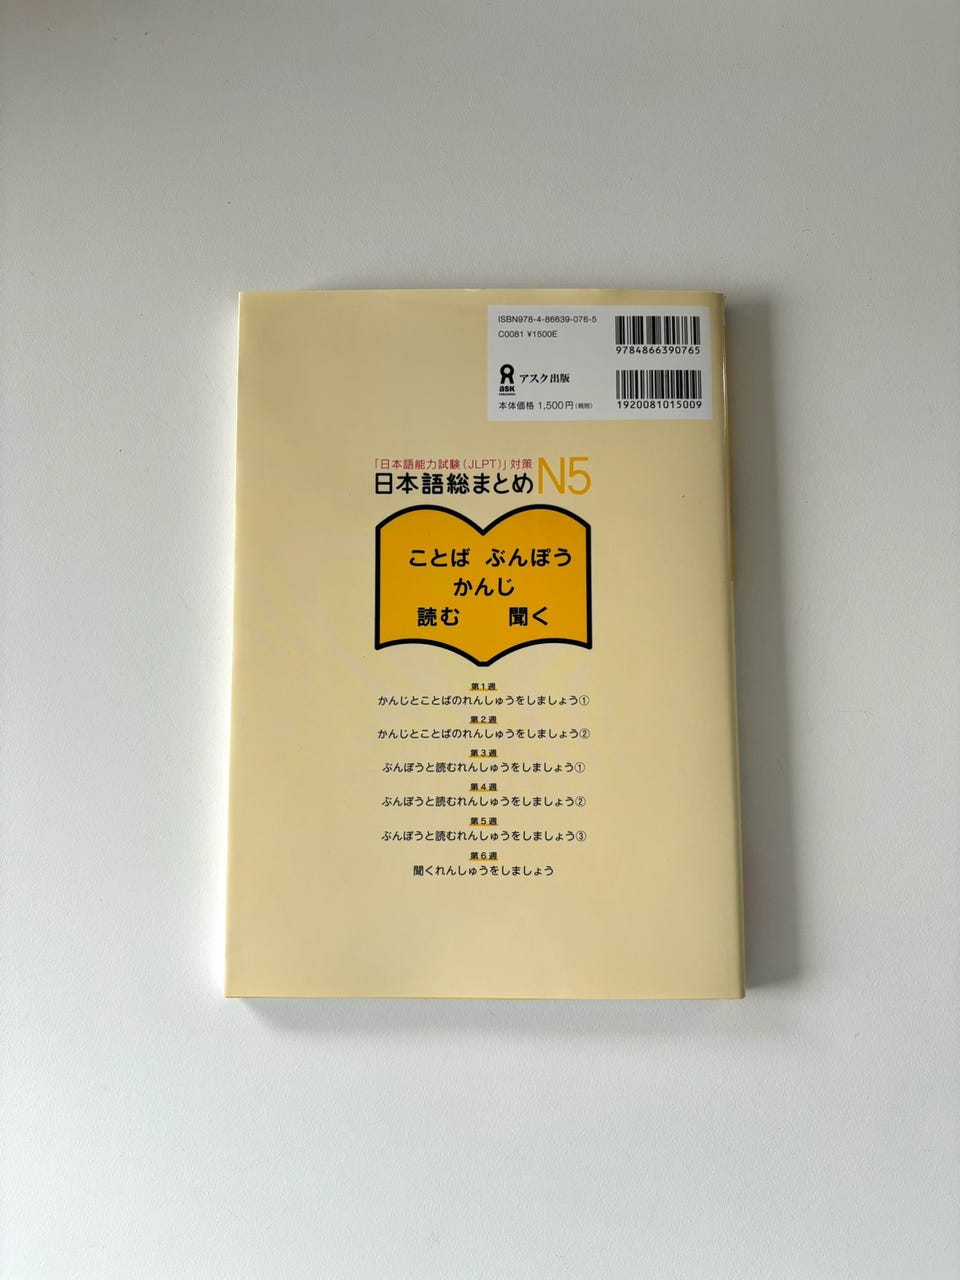 ISBN978-4-86639-076-5
C0081 ¥1500E
9784866390765
ask
アスク出版
本体価格 1,500円(税別)
1920081015009
「日本語能力試験(JLPT)」対策
日本語総まとめ N5
ことば ぶんぽう
かんじ
読む 聞く
第1週
かんじとことばのれんしゅうをしましょう①
第2週
かんじとことばのれんしゅうをしましょう②
第3週
ぶんぽうと読むれんしゅうをしましょう①
第4週
ぶんぽうと読むれんしゅうをしましょう②
第5週
ぶんぽうと読むれんしゅうをしましょう③
第6週
聞くれんしゅうをしましょう